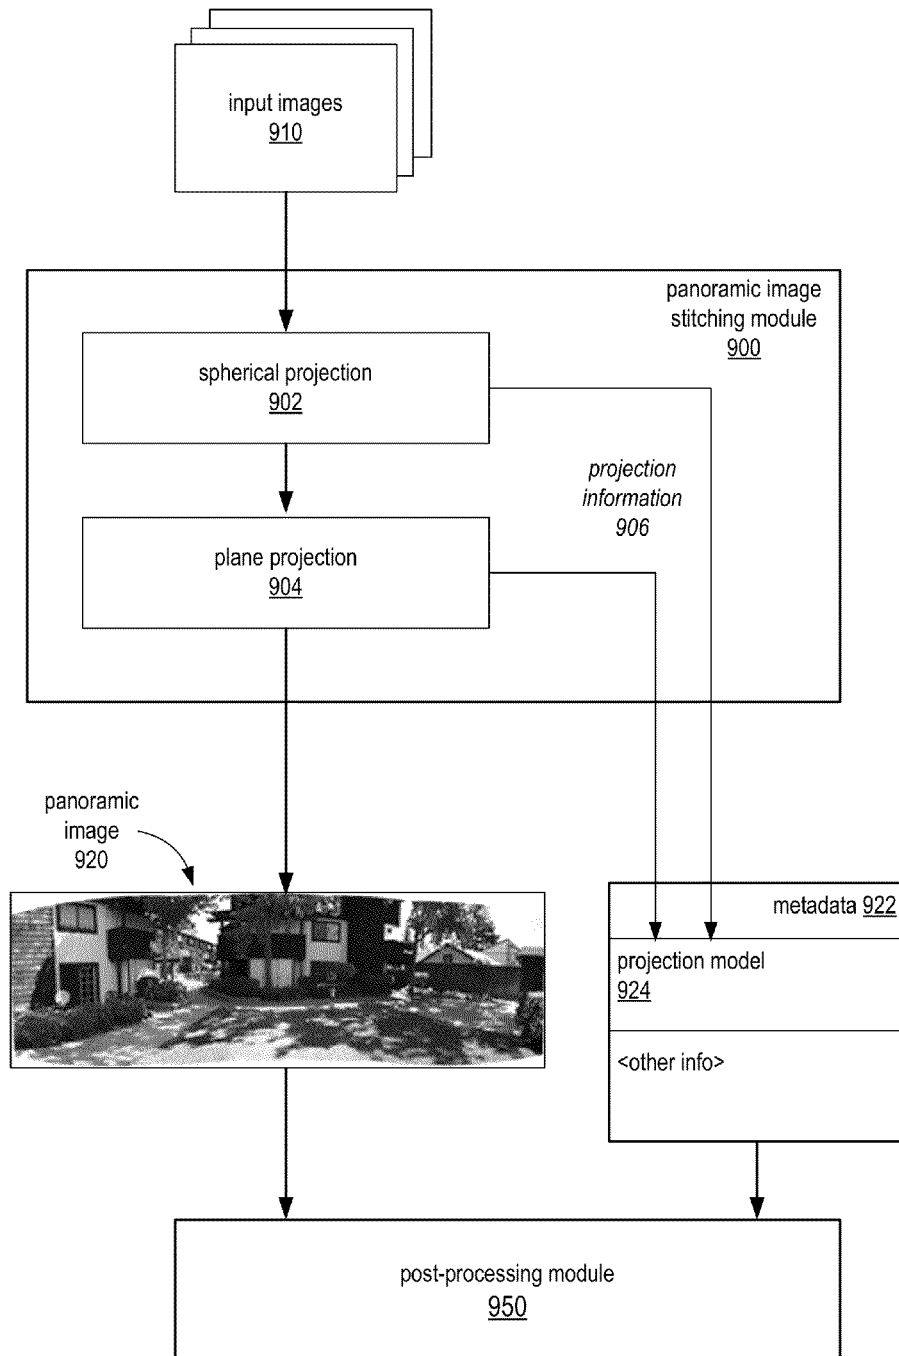 input images
910
panoramic image
stitching module
900
spherical projection
902
projection
information
906
plane projection
904
panoramic
image
920
metadata 922
projection model
924
<other info>
post-processing module
950